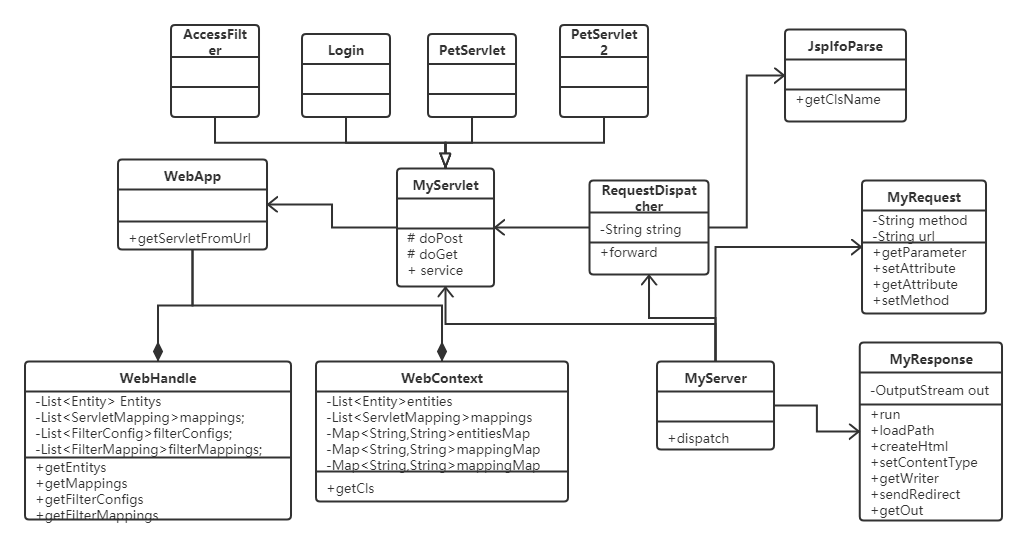 AccessFilt
er
Login
PetServlet
PetServlet
2
JspIfoParse
+getClsName
WebApp
+getServletFromUrl
MyServlet
# doPost
# doGet
+ service
RequestDispat
cher
-String string
+forward
MyRequest
-String method
-String url
+getParameter
+setAttribute
+getAttribute
+setMethod
WebHandle
-List<Entity> Entitys
-List<ServletMapping>mappings;
-List<FilterConfig>filterConfigs;
-List<FilterMapping>filterMappings;
+getEntitys
+getMappings
+getFilterConfigs
+getFilterMappings
WebContext
-List<Entity>entities
-List<ServletMapping>mappings
-Map<String,String>entitiesMap
-Map<String,String>mappingMap
-Map<String,String>mappingMap
+getCls
MyServer
+dispatch
MyResponse
-OutputStream out
+run
+loadPath
+createHtml
+setContentType
+getWriter
+sendRedirect
+getOut